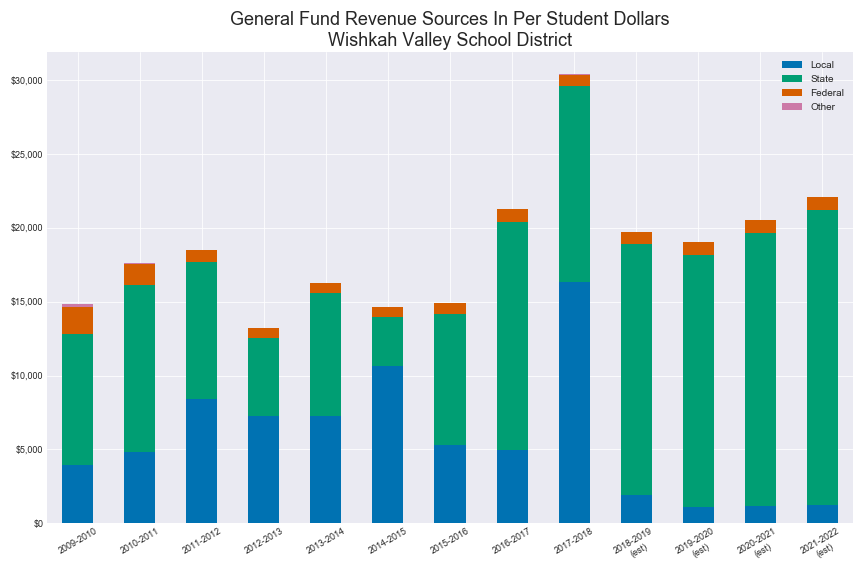 General Fund Revenue Sources In Per Student Dollars
Wishkah Valley School District
Local
State
Federal
Other
$30,000
$25,000
$20,000
$15,000
$10,000
$5,000
$0
2009-2010
2010-2011
2011-2012
2012-2013
2013-2014
2014-2015
2015-2016
2016-2017
2017-2018
2018-2019
(est)
2019-2020
(est)
2020-2021
(est)
2021-2022
(est)